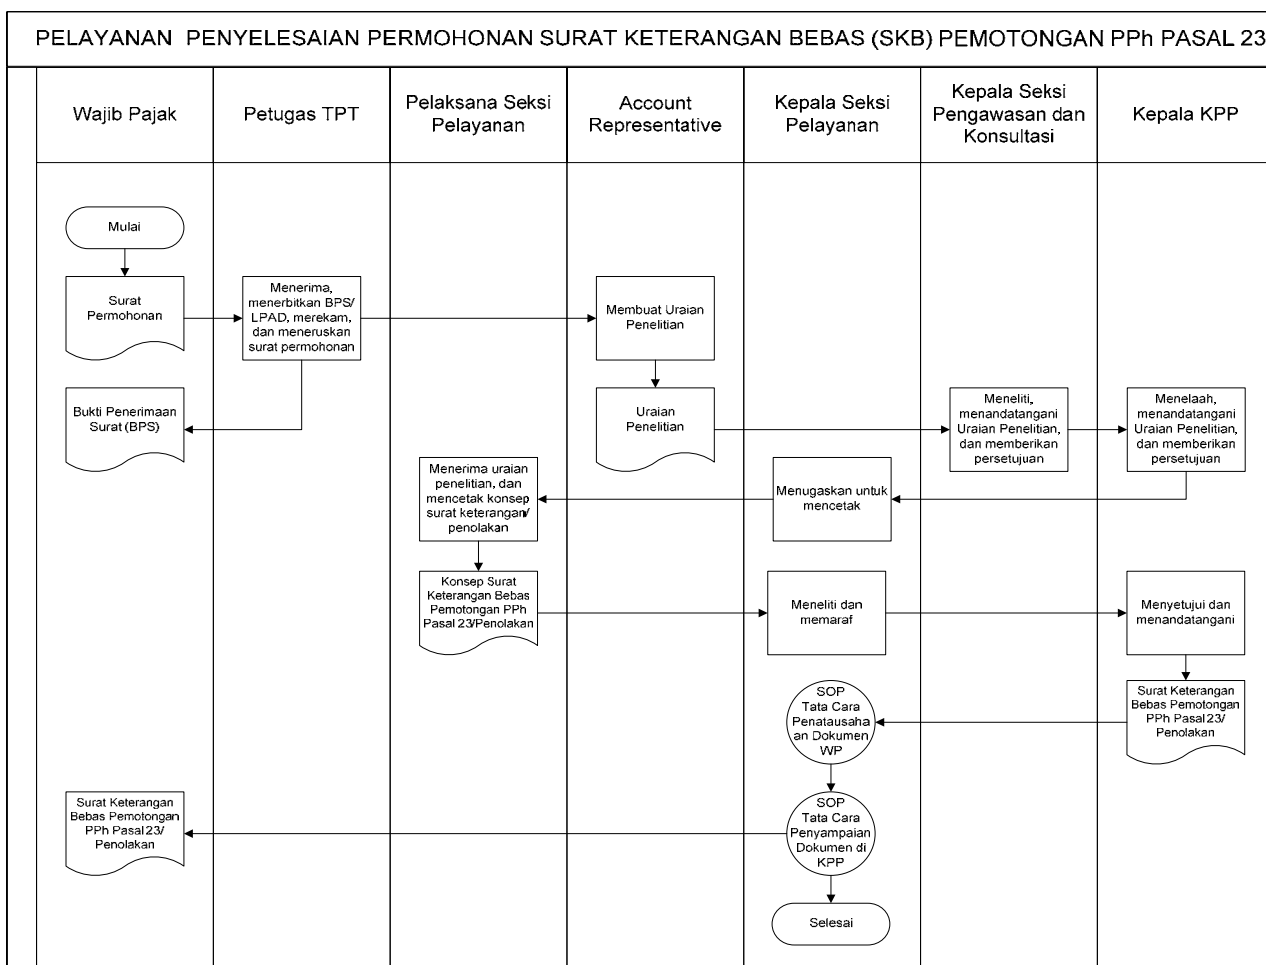 PELAYANAN PENYELESAIAN PERMOHONAN SURAT KETERANGAN BEBAS (SKB) PEMOTONGAN PPh PASAL 23
Wajib Pajak
Petugas TPT
Pelaksana Seksi
Pelayanan
Account
Representative
Kepala Seksi
Pelayanan
Kepala Seksi
Pengawasan dan
Konsultasi
Kepala KPP
Mulai
Surat
Permohonan
Menerima,
menerbitkan BPS/
LPAD, merekam,
dan meneruskan
surat permohonan
Membuat Uraian
Penelitian
Bukti Penerimaan
Surat (BPS)
Uraian
Penelitian
Meneliti,
menandatangani
Uraian Penelitian,
dan memberikan
persetujuan
Menelaah,
menandatangani
Uraian Penelitian,
dan memberikan
persetujuan
Menerima uraian
penelitian, dan
mencetak konsep
surat keterangan/
penolakan
Menugaskan untuk
mencetak
Konsep Surat
Keterangan Bebas
Pemotongan PPh
Pasal 23/Penolakan
Meneliti dan
memaraf
Menyetujui dan
menandatangani
SOP
Tata Cara
Penatausaha
an Dokumen
WP
Surat Keterangan
Bebas Pemotongan
PPh Pasal 23/
Penolakan
Surat Keterangan
Bebas Pemotongan
PPh Pasal 23/
Penolakan
SOP
Tata Cara
Penyampaian
Dokumen di
KPP
Selesai